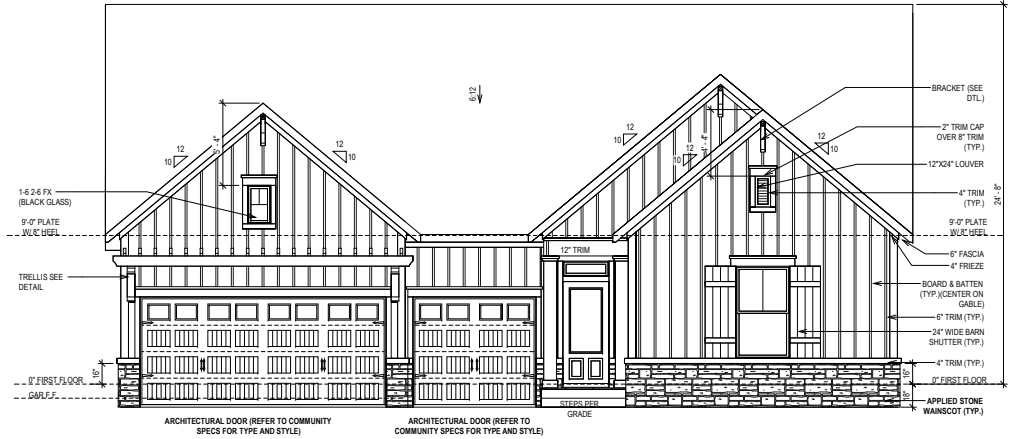 BRACKET (SEE
DTL.)
6:12
12
10
12
10
12
10
12
10
12
10
5' - 4"
4' - 4"
2" TRIM CAP
OVER 8" TRIM
(TYP.)
12"X24" LOUVER
4" TRIM
(TYP.)
24' - 8"
1-6 2-6 FX
(BLACK GLASS)
9'-0" PLATE
W/ 8" HEEL
9'-0" PLATE
W/ 8" HEEL
12" TRIM
6" FASCIA
4" FRIEZE
TRELLIS SEE
DETAIL
BOARD & BATTEN
(TYP.)(CENTER ON
GABLE)
6" TRIM (TYP.)
24" WIDE BARN
SHUTTER (TYP.)
4" TRIM (TYP.)
16"
16"
0" FIRST FLOOR
0" FIRST FLOOR
GAR F.F.
18"
STEPS PER
GRADE
APPLIED STONE
WAINSCOT (TYP.)
ARCHITECTURAL DOOR (REFER TO COMMUNITY
SPECS FOR TYPE AND STYLE)
ARCHITECTURAL DOOR (REFER TO
COMMUNITY SPECS FOR TYPE AND STYLE)